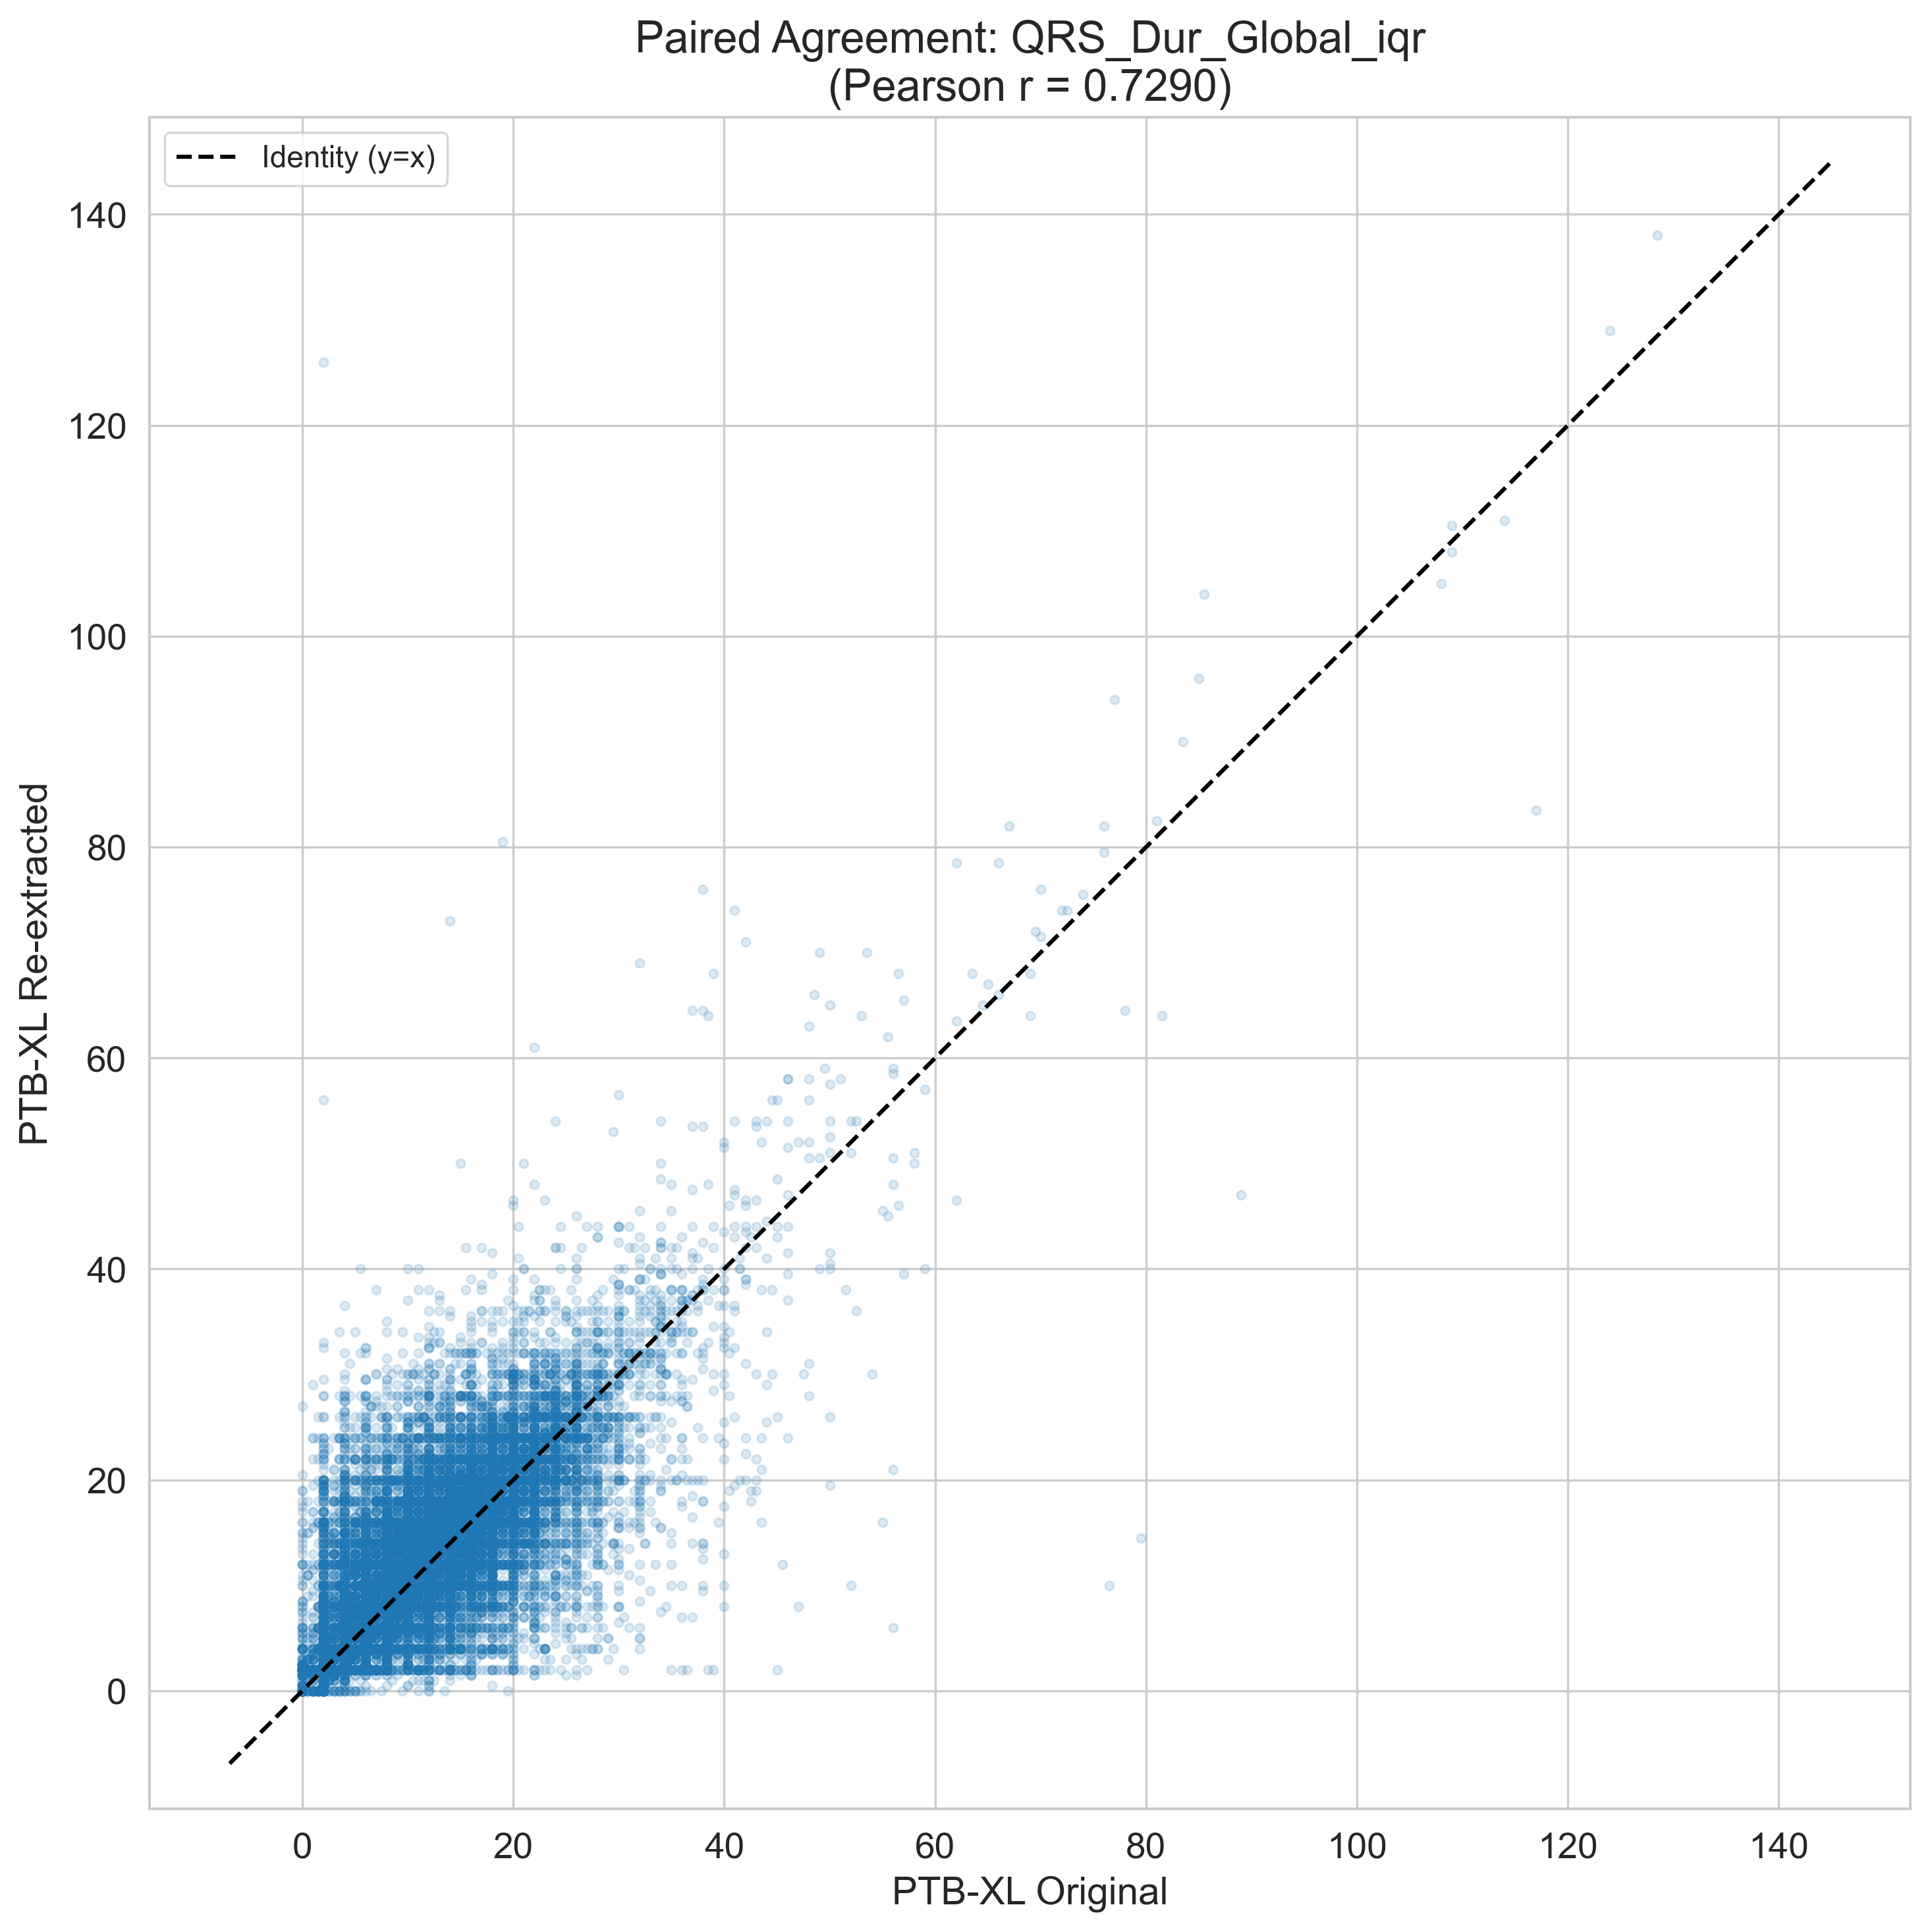 Paired Agreement: QRS_Dur_Global_iqr
(Pearson r = 0.7290)
Identity (y=x)
140
120
100
80
60
40
20
0
PTB-XL Re-extracted
0 20 40 60 80 100 120 140
PTB-XL Original